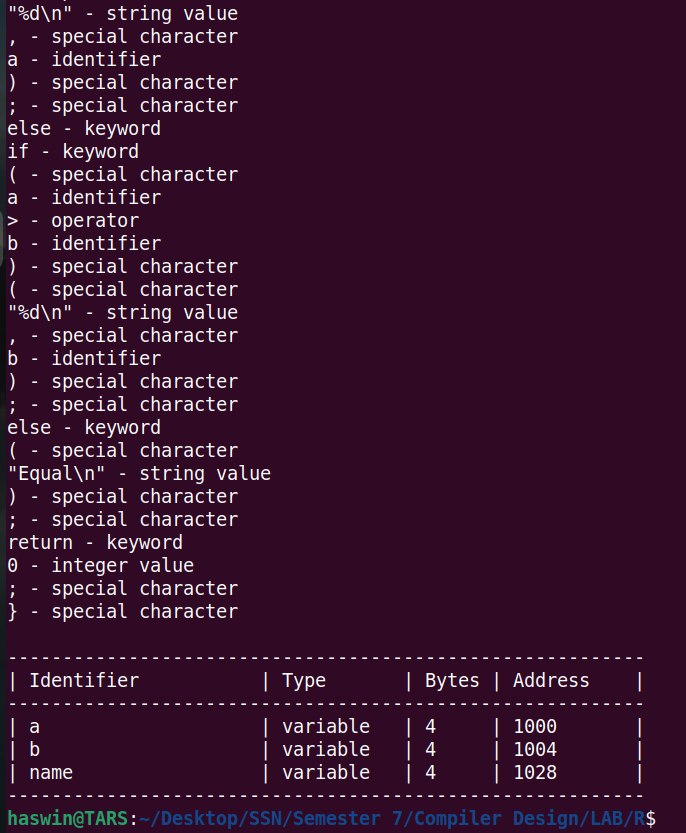 "%d\n" - string value
, - special character
a - identifier
) - special character
; - special character
else - keyword
if - keyword
( - special character
a - identifier
> - operator
b - identifier
) - special character
( - special character
"%d\n" - string value
, - special character
b - identifier
) - special character
; - special character
else - keyword
( - special character
"Equal\n" - string value
) - special character
; - special character
return - keyword
0 - integer value
; - special character
} - special character
----------------------------------------------------------
| Identifier           | Type       | Bytes | Address    |
----------------------------------------------------------
| a                    | variable   | 4     | 1000       |
| b                    | variable   | 4     | 1004       |
| name                 | variable   | 4     | 1028       |
----------------------------------------------------------
haswin@TARS:~/Desktop/SSN/Semester 7/Compiler Design/LAB/R$